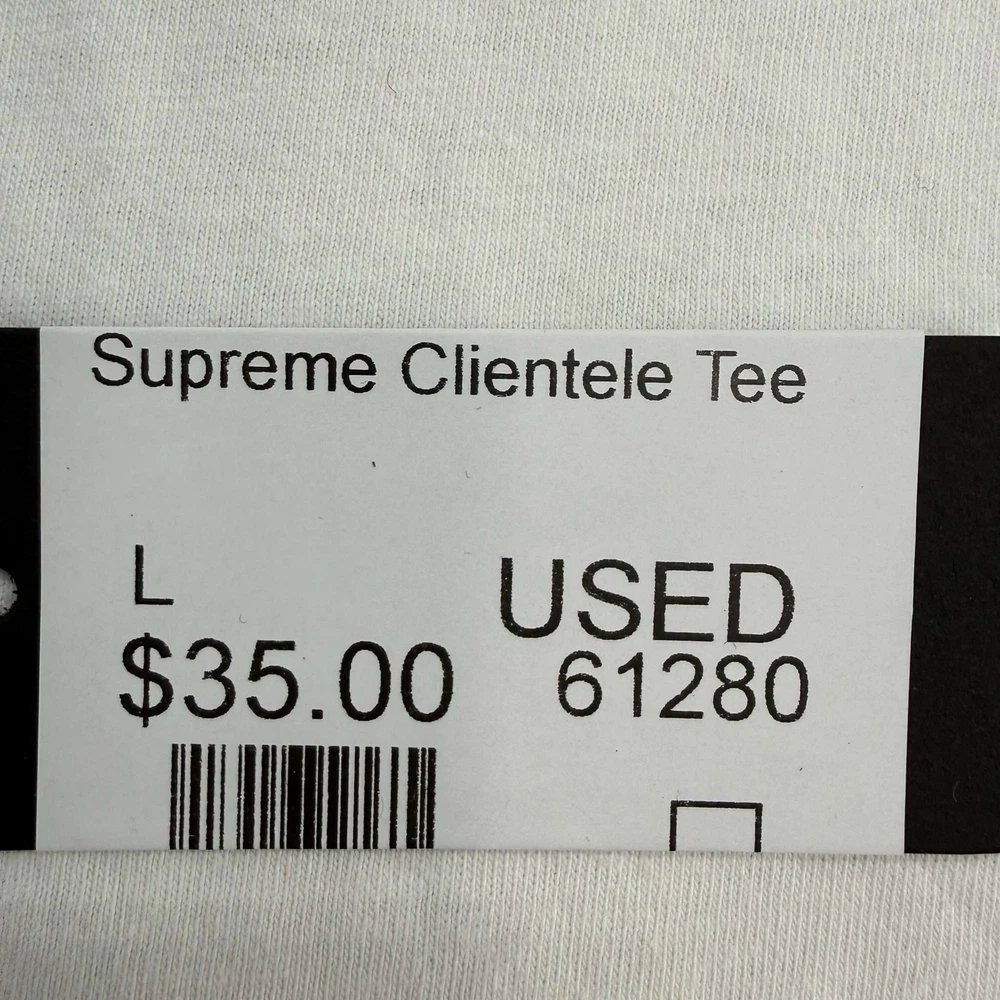 Supreme Clientele Tee
L
USED
$35.00
61280